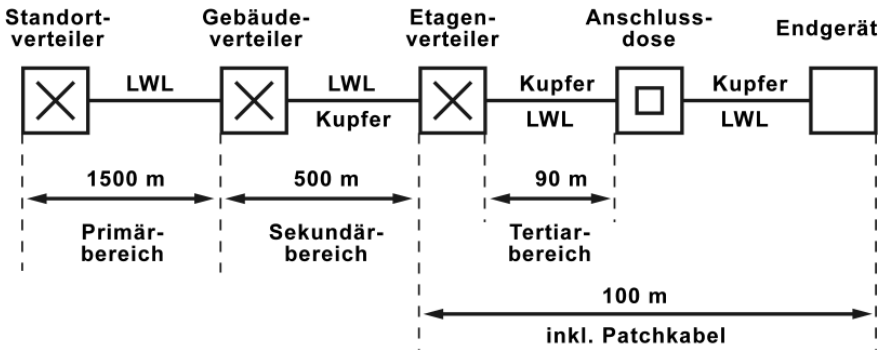 Standort-
verteiler
Gebäude-
verteiler
Etagen-
verteiler
Anschluss-
dose
Endgerät
LWL
LWL
Kupfer
Kupfer
LWL
Kupfer
LWL
1500 m
500 m
90 m
Primär-
bereich
Sekundär-
bereich
Tertiar-
bereich
100 m
inkl. Patchkabel